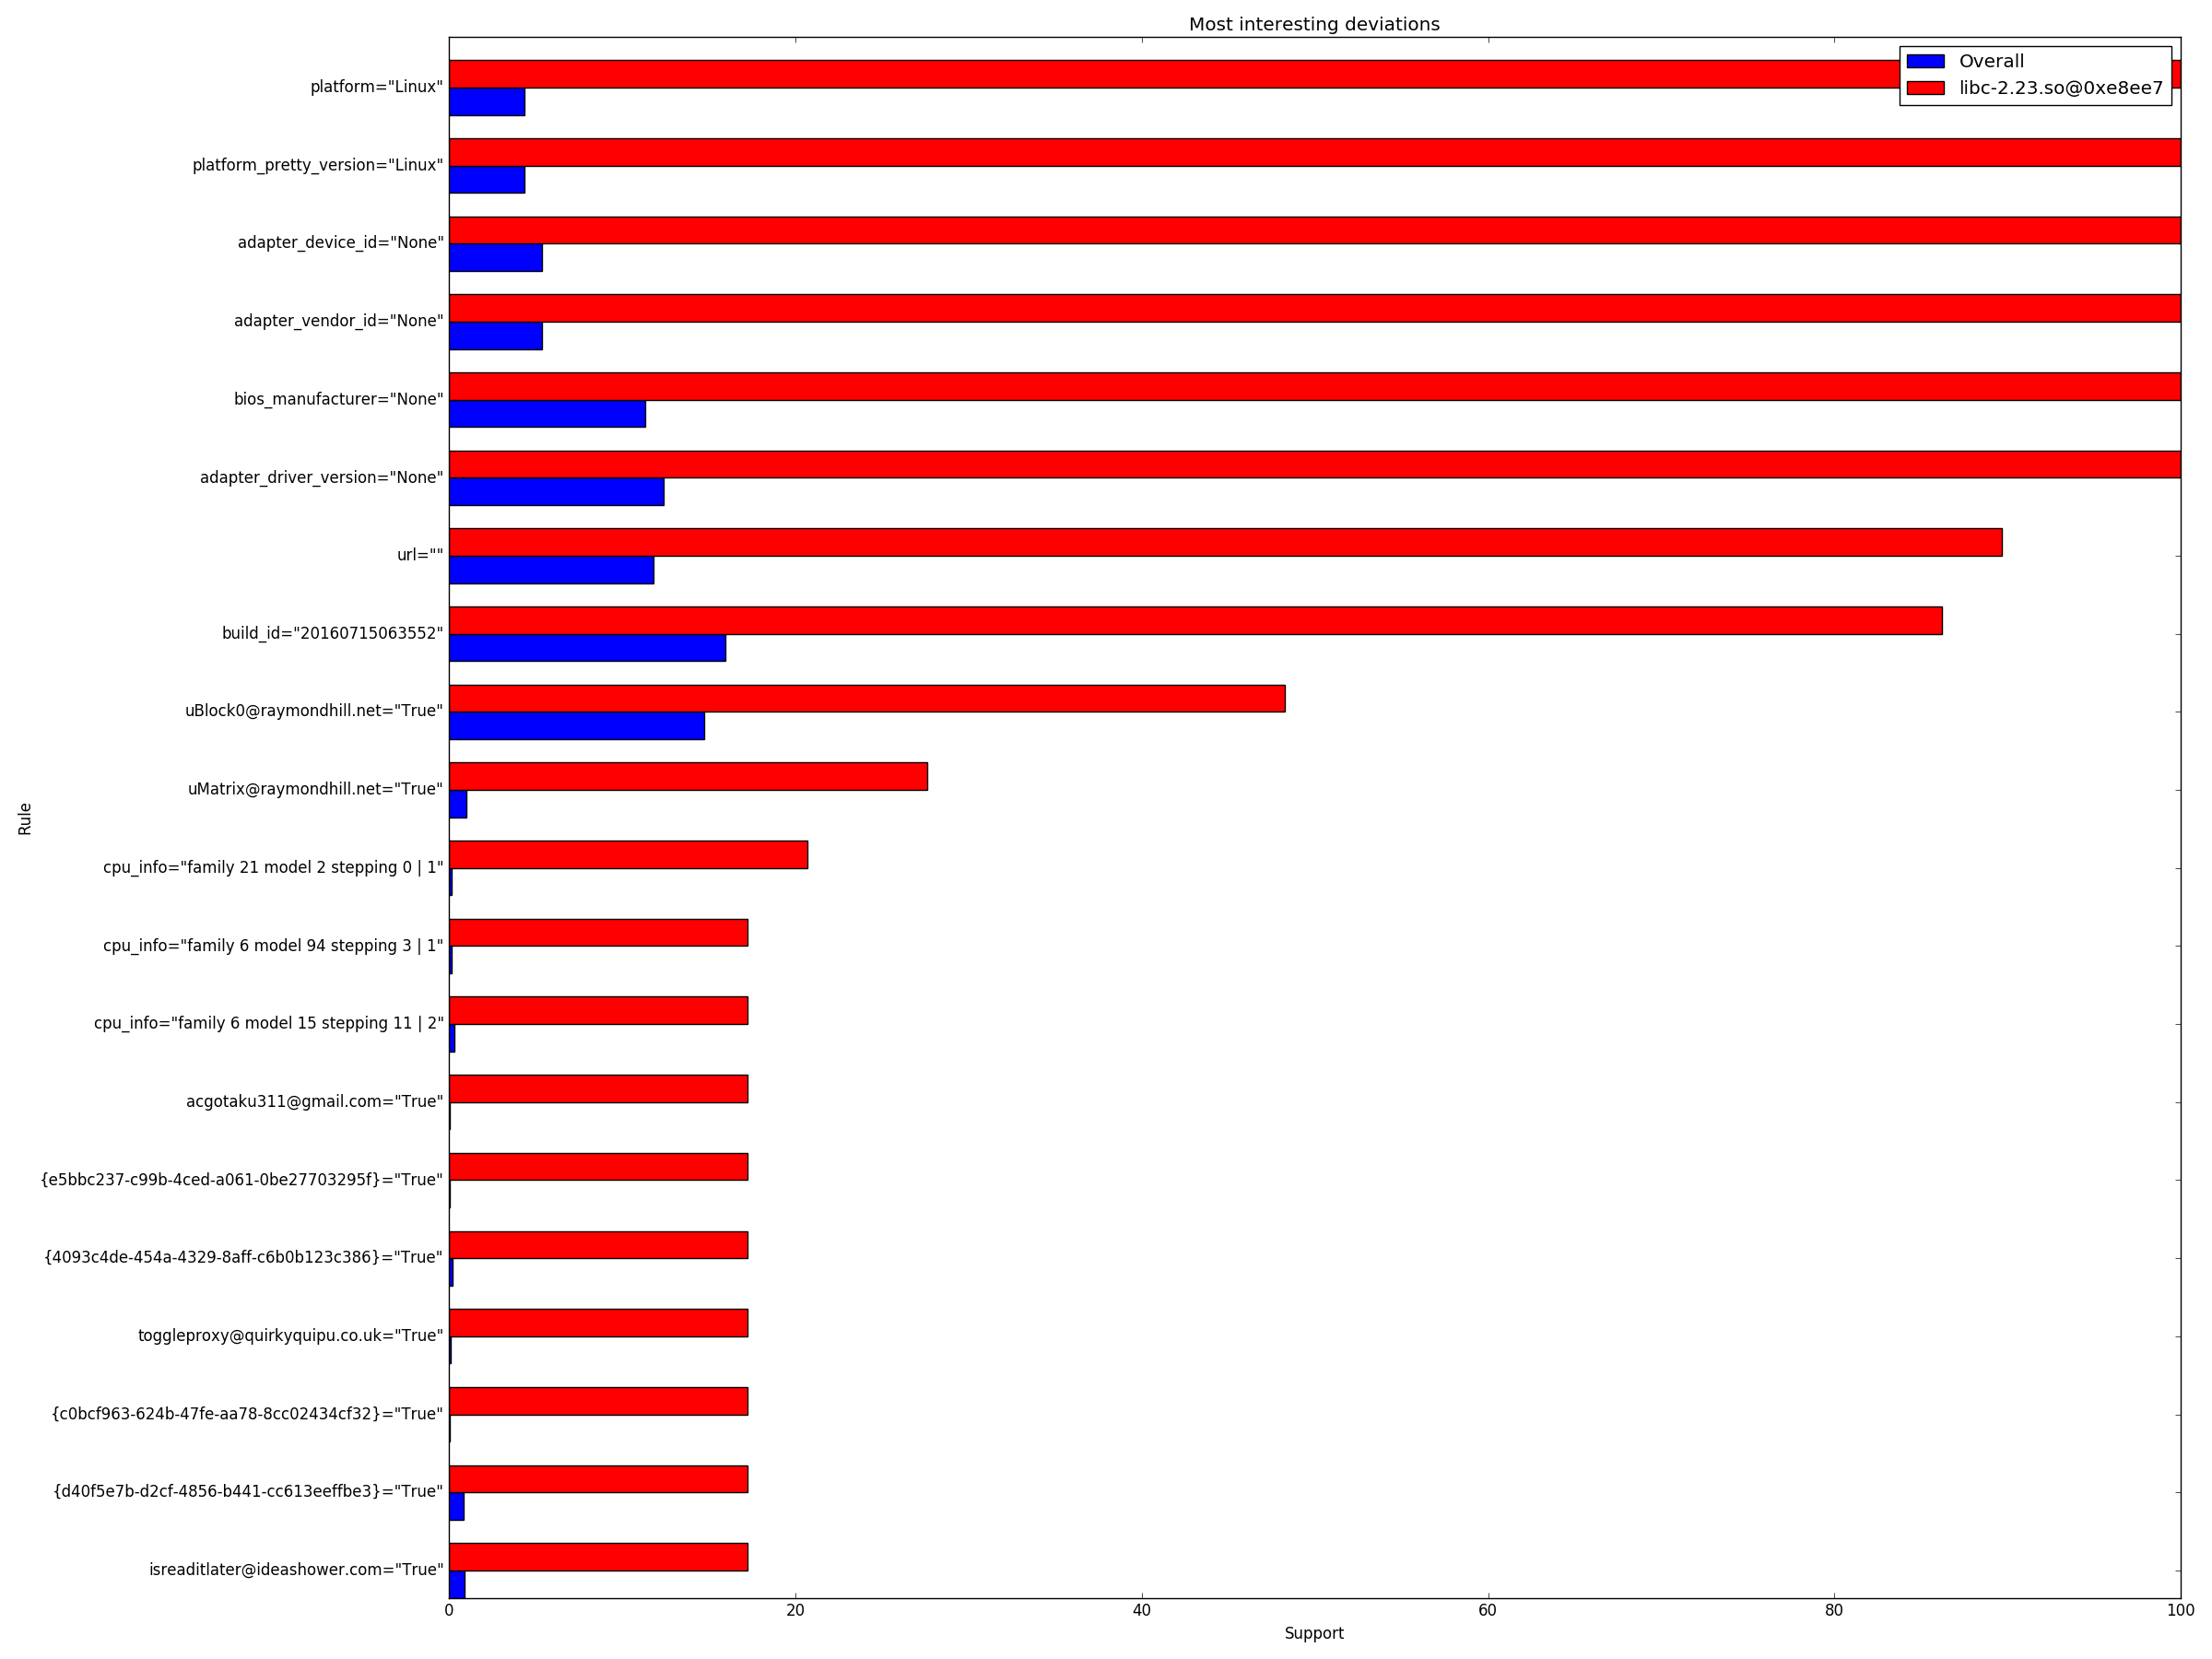 Most interesting deviations
Overall
libc-2.23.so@0xe8ee7
platform="Linux"
platform_pretty_version="Linux"
adapter_device_id="None"
adapter_vendor_id="None"
bios_manufacturer="None"
adapter_driver_version="None"
url=""
build_id="20160715063552"
uBlock0@raymondhill.net="True"
uMatrix@raymondhill.net="True"
cpu_info="family 21 model 2 stepping 0 | 1"
cpu_info="family 6 model 94 stepping 3 | 1"
cpu_info="family 6 model 15 stepping 11 | 2"
acgotaku311@gmail.com="True"
{e5bbc237-c99b-4ced-a061-0be27703295f}="True"
{4093c4de-454a-4329-8aff-c6b0b123c386}="True"
toggleproxy@quirkyquipu.co.uk="True"
{c0bcf963-624b-47fe-aa78-8cc02434cf32}="True"
{d40f5e7b-d2cf-4856-b441-cc613eeffbe3}="True"
isreaditlater@ideashower.com="True"
Rule
0 20 40 60 80 100
Support